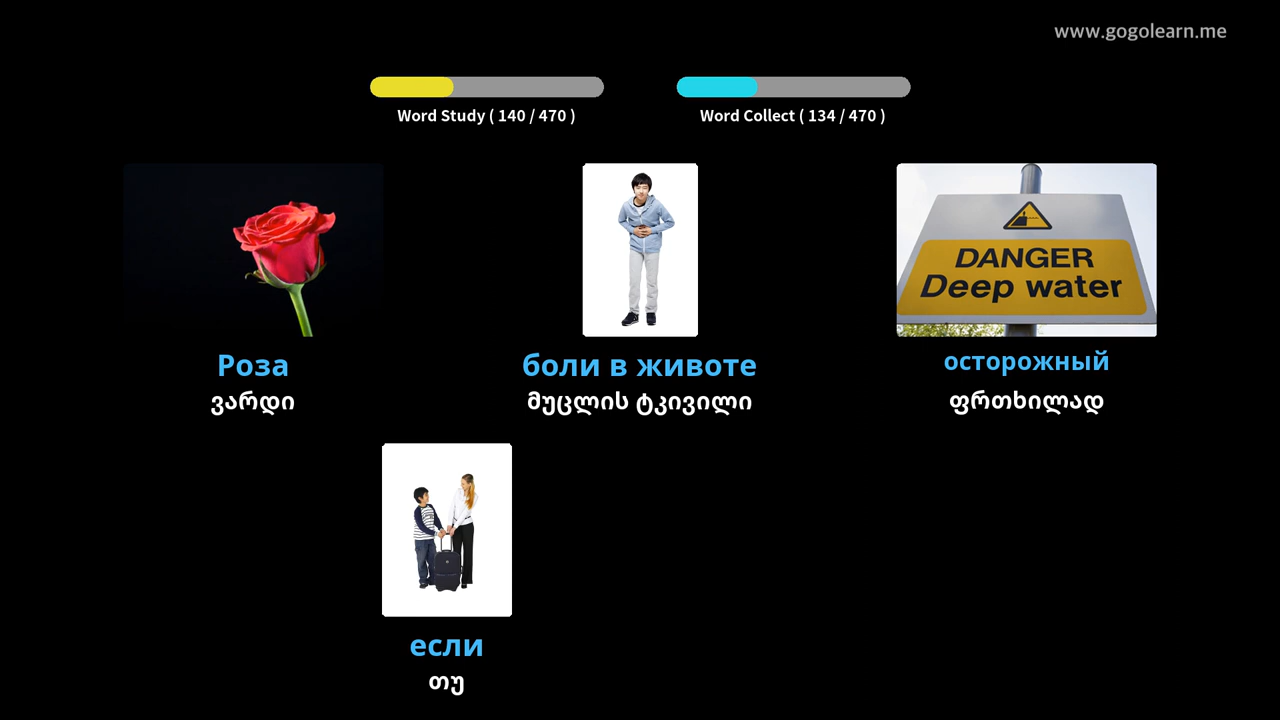 www.gogolearn.me
Word Study ( 140 / 470 )
Word Collect ( 134 / 470 )
DANGER
Deep water
Роза
ვარდი
боли в животе
მუცლის ტკივილი
осторожный
ფრთხილად
если
თუ